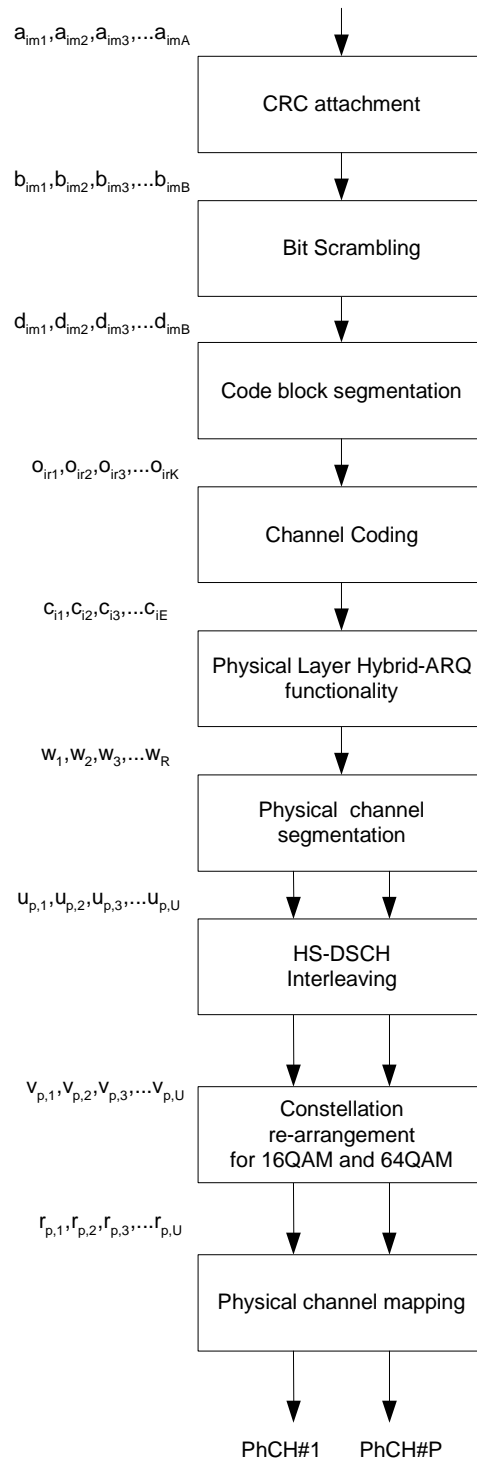 a_im1,a_im2,a_im3,...a_imA
CRC attachment
b_im1,b_im2,b_im3,...b_imB
Bit Scrambling
d_im1,d_im2,d_im3,...d_imB
Code block segmentation
o_ir1,o_ir2,o_ir3,...o_irK
Channel Coding
c_i1,c_i2,c_i3,...c_iE
Physical Layer Hybrid-ARQ
functionality
w_1,w_2,w_3,...w_R
Physical channel
segmentation
u_p,1,u_p,2,u_p,3,...u_p,U
HS-DSCH
Interleaving
v_p,1,v_p,2,v_p,3,...v_p,U
Constellation
re-arrangement
for 16QAM and 64QAM
r_p,1,r_p,2,r_p,3,...r_p,U
Physical channel mapping
PhCH#1 PhCH#P